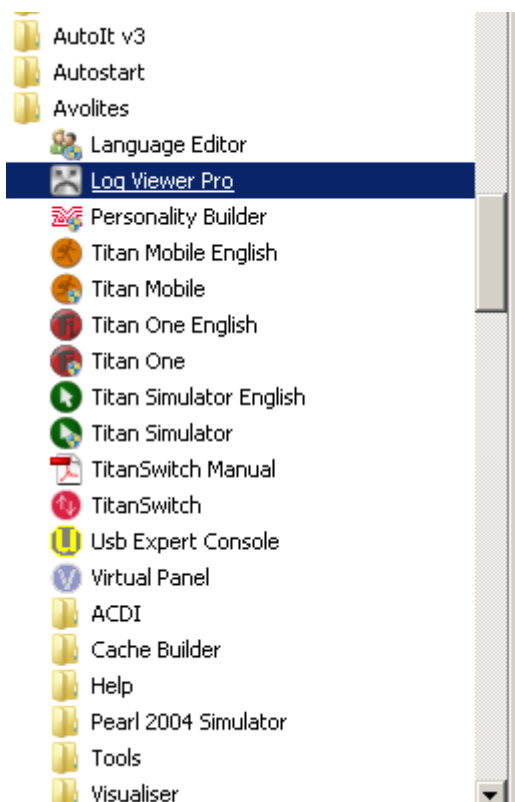 AutoIt v3
Autostart
Avolites
Language Editor
Log Viewer Pro
Personality Builder
Titan Mobile English
Titan Mobile
Titan One English
Titan One
Titan Simulator English
Titan Simulator
TitanSwitch Manual
TitanSwitch
Usb Expert Console
Virtual Panel
ACDI
Cache Builder
Help
Pearl 2004 Simulator
Tools
Visualiser